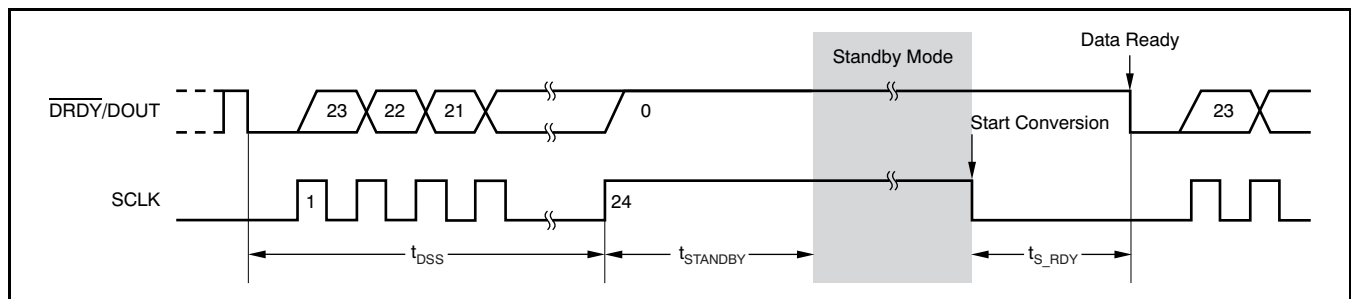 Data Ready
Standby Mode
DRDY/DOUT 23 22 21 0 23
Start Conversion
SCLK 1 24
tDSS tSTANDBY tS_RDY